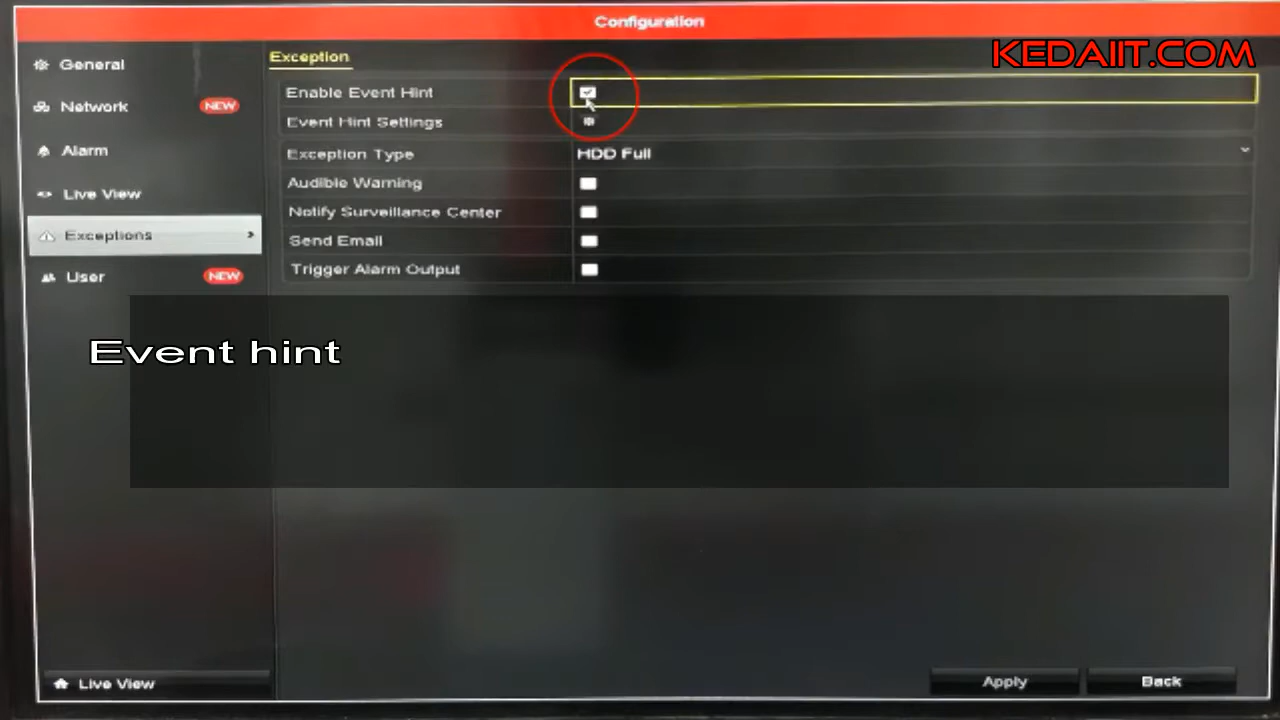 Configuration
KEDAIIT.COM
General
Network NEW
Alarm
Live View
Exceptions
User NEW
Exception
Enable Event Hint
Event Hint Settings
Exception Type HDD Full
Audible Warning
Notify Surveillance Center
Send Email
Trigger Alarm Output
Event hint
Live View
Apply
Back